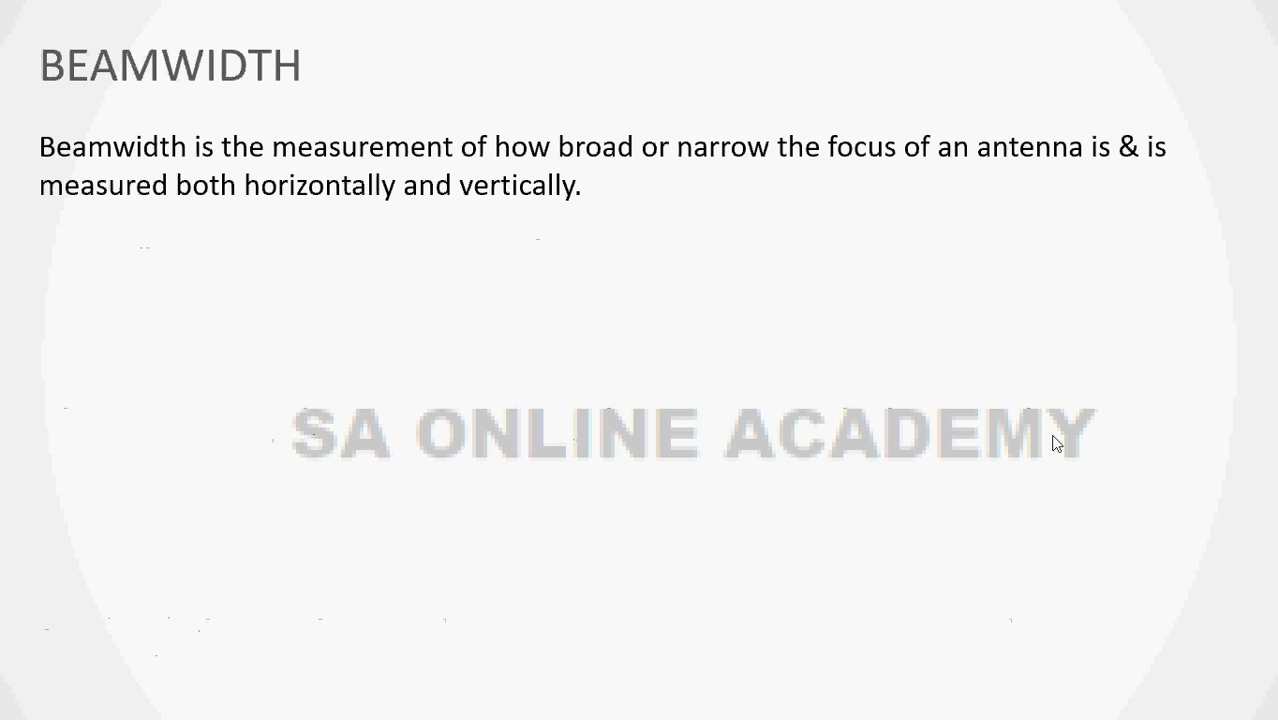 BEAMWIDTH
Beamwidth is the measurement of how broad or narrow the focus of an antenna is & is
measured both horizontally and vertically.
SA ONLINE ACADEMY